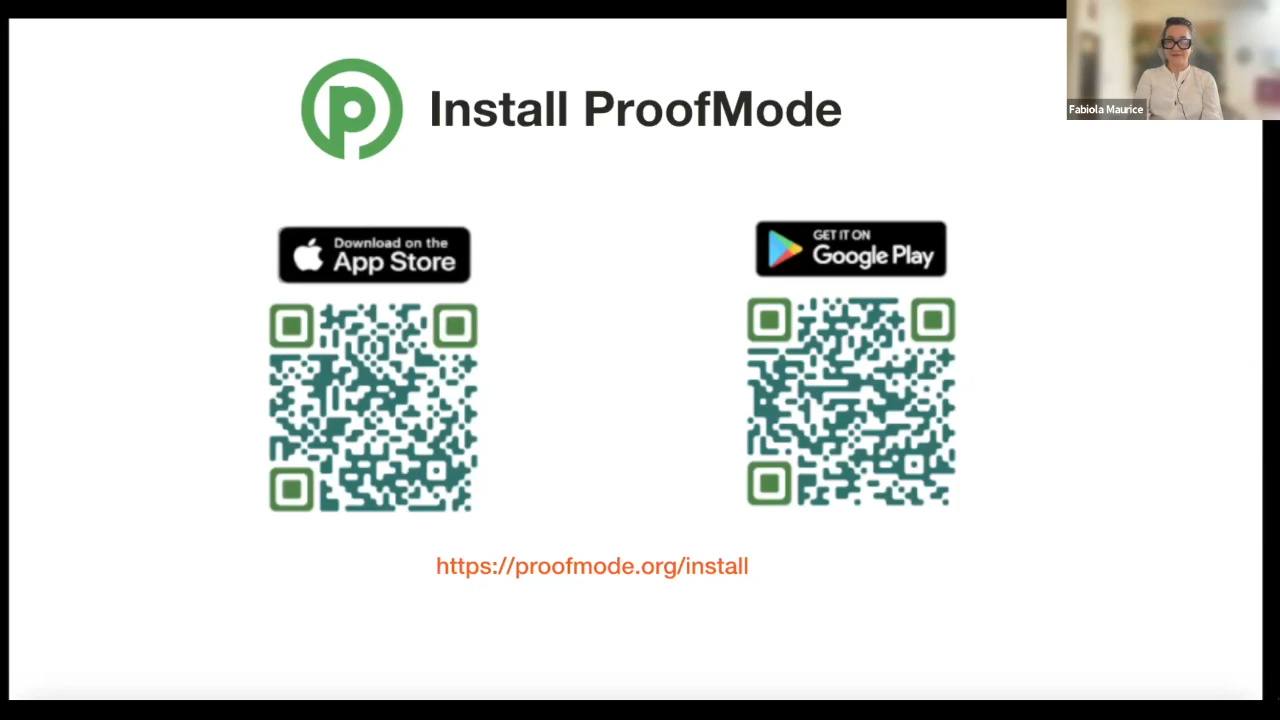 Install ProofMode
Fabiola Maurice
Download on the
App Store
GET IT ON
Google Play
https://proofmode.org/install